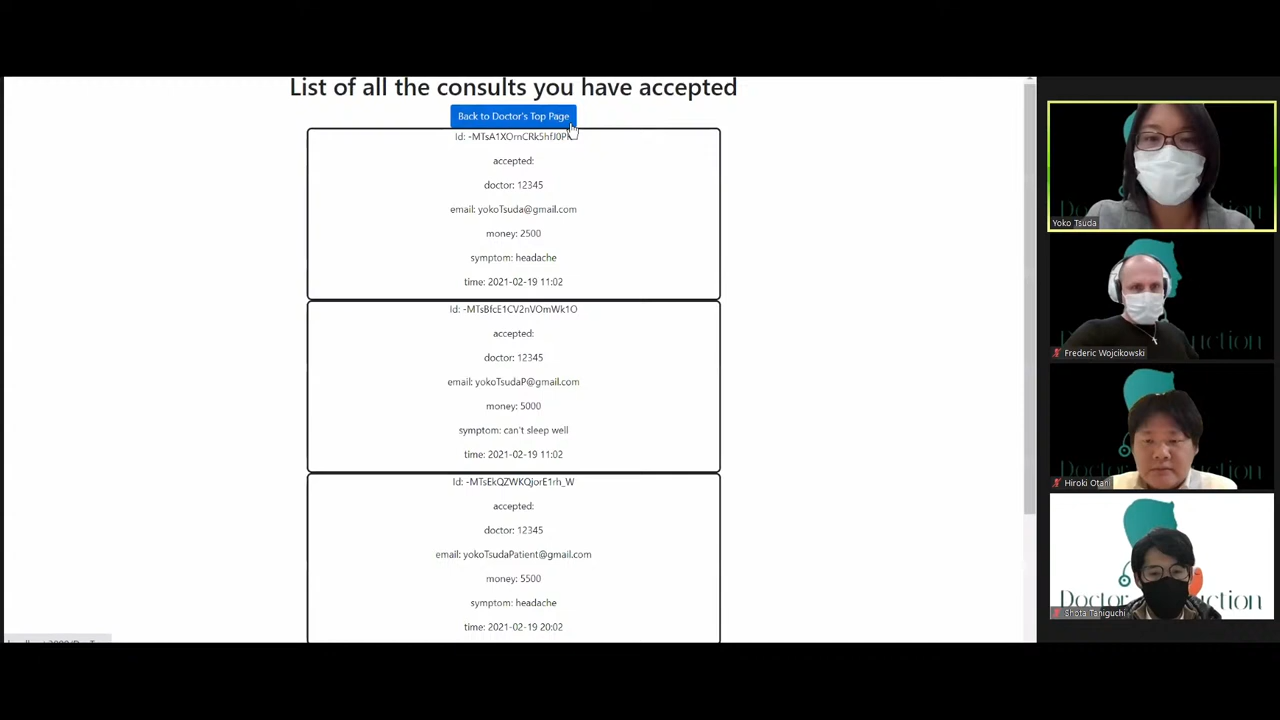 List of all the consults you have accepted
Back to Doctor's Top Page
accepted:
doctor: 12345
email: yokoTsuda@gmail.com
money: 2500
symptom: headache
time: 2021-02-19 11:02
Id: -MTsBfcE1CV2nVOmWk1O
accepted:
doctor: 12345
email: yokoTsudaP@gmail.com
money: 5000
symptom: can't sleep well
time: 2021-02-19 11:02
Id: -MTsEkQZWKQjorE1rh_W
accepted:
doctor: 12345
email: yokoTsudaPatient@gmail.com
money: 5500
symptom: headache
time: 2021-02-19 20:02
Yoko Tsuda
Frederic Wojcikowski
Hiroki Otani
Doctor
Shota Taniguchi